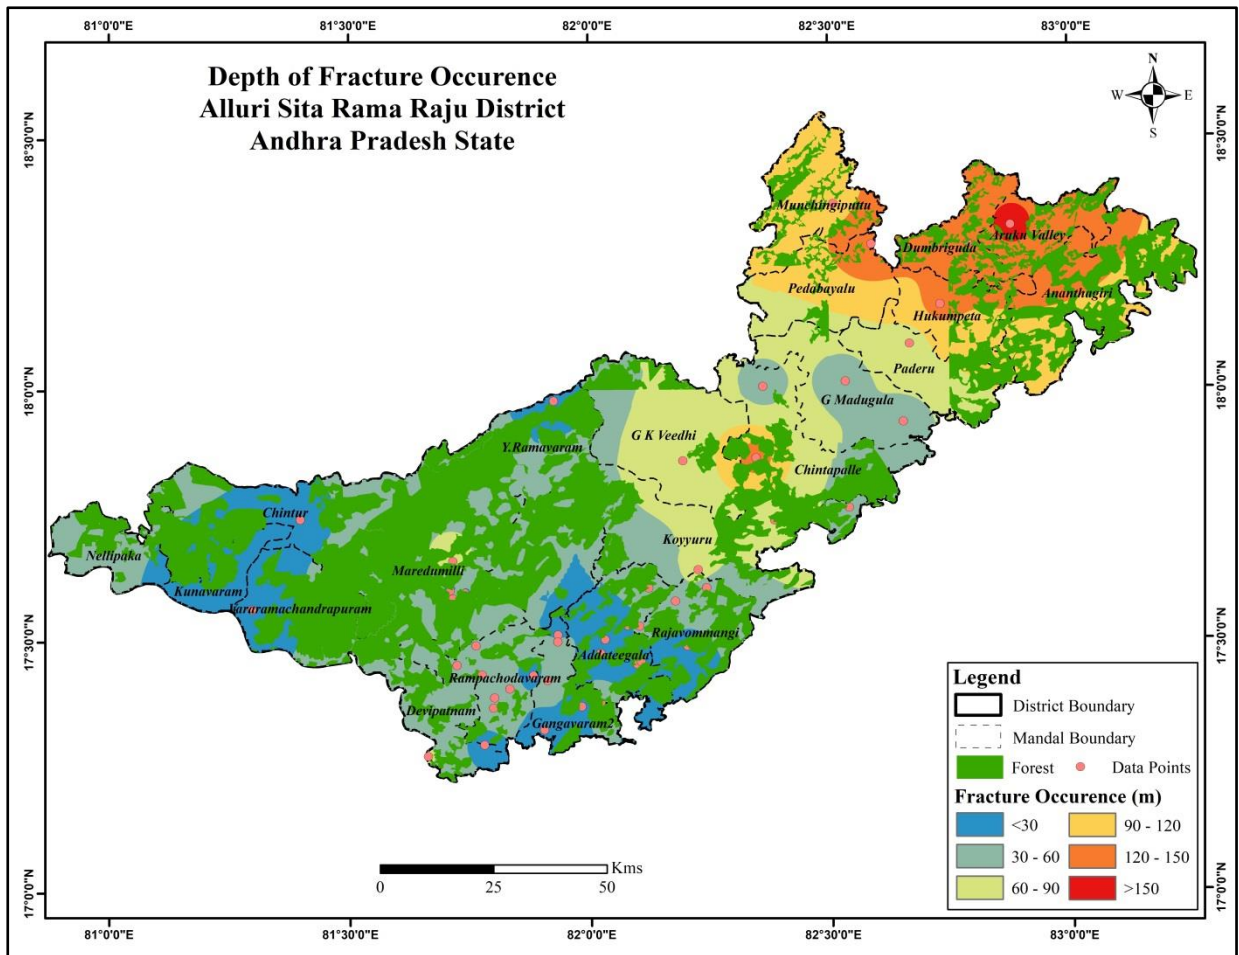 81°0'0"E 81°30'0"E 82°0'0"E 82°30'0"E 83°0'0"E
Depth of Fracture Occurence
Alluri Sita Rama Raju District
Andhra Pradesh State
N
W E
S
18°30'0"N 18°30'0"N
Munchingiputtu
Aruku Valley
Dumbriguda
Pedabayalu
Ananthagiri
Hukumpeta
Paderu
18°0'0"N 18°0'0"N
G Madugula
G K Veedhi
Y.Ramavaram
Chintapalle
Chintur
Koyyuru
Nellipaka
Maredumilli
Kunavaram
Vararamachandrapuram
17°30'0"N 17°30'0"N
Rajavommangi
Addateegala
Rampachodavaram
Devipatnam
Gangavaram2
Legend
District Boundary
Mandal Boundary
Forest Data Points
Fracture Occurence (m)
<30 90 - 120
30 - 60 120 - 150
60 - 90 >150
Kms
0 25 50
17°0'0"N 17°0'0"N
81°0'0"E 81°30'0"E 82°0'0"E 82°30'0"E 83°0'0"E